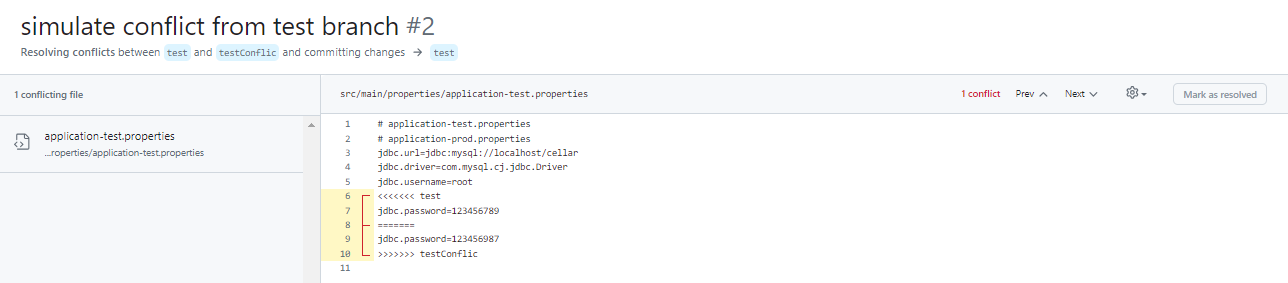 simulate conflict from test branch #2
Resolving conflicts between test and testConflic and committing changes → test
1 conflicting file
src/main/properties/application-test.properties
1 conflict Prev Next
Mark as resolved
application-test.properties
...roperties/application-test.properties
1 # application-test.properties
2 # application-prod.properties
3 jdbc.url=jdbc:mysql://localhost/cellar
4 jdbc.driver=com.mysql.cj.jdbc.Driver
5 jdbc.username=root
6 <<<<<<< test
7 jdbc.password=123456789
8 =======
9 jdbc.password=123456987
10 >>>>>>> testConflic
11